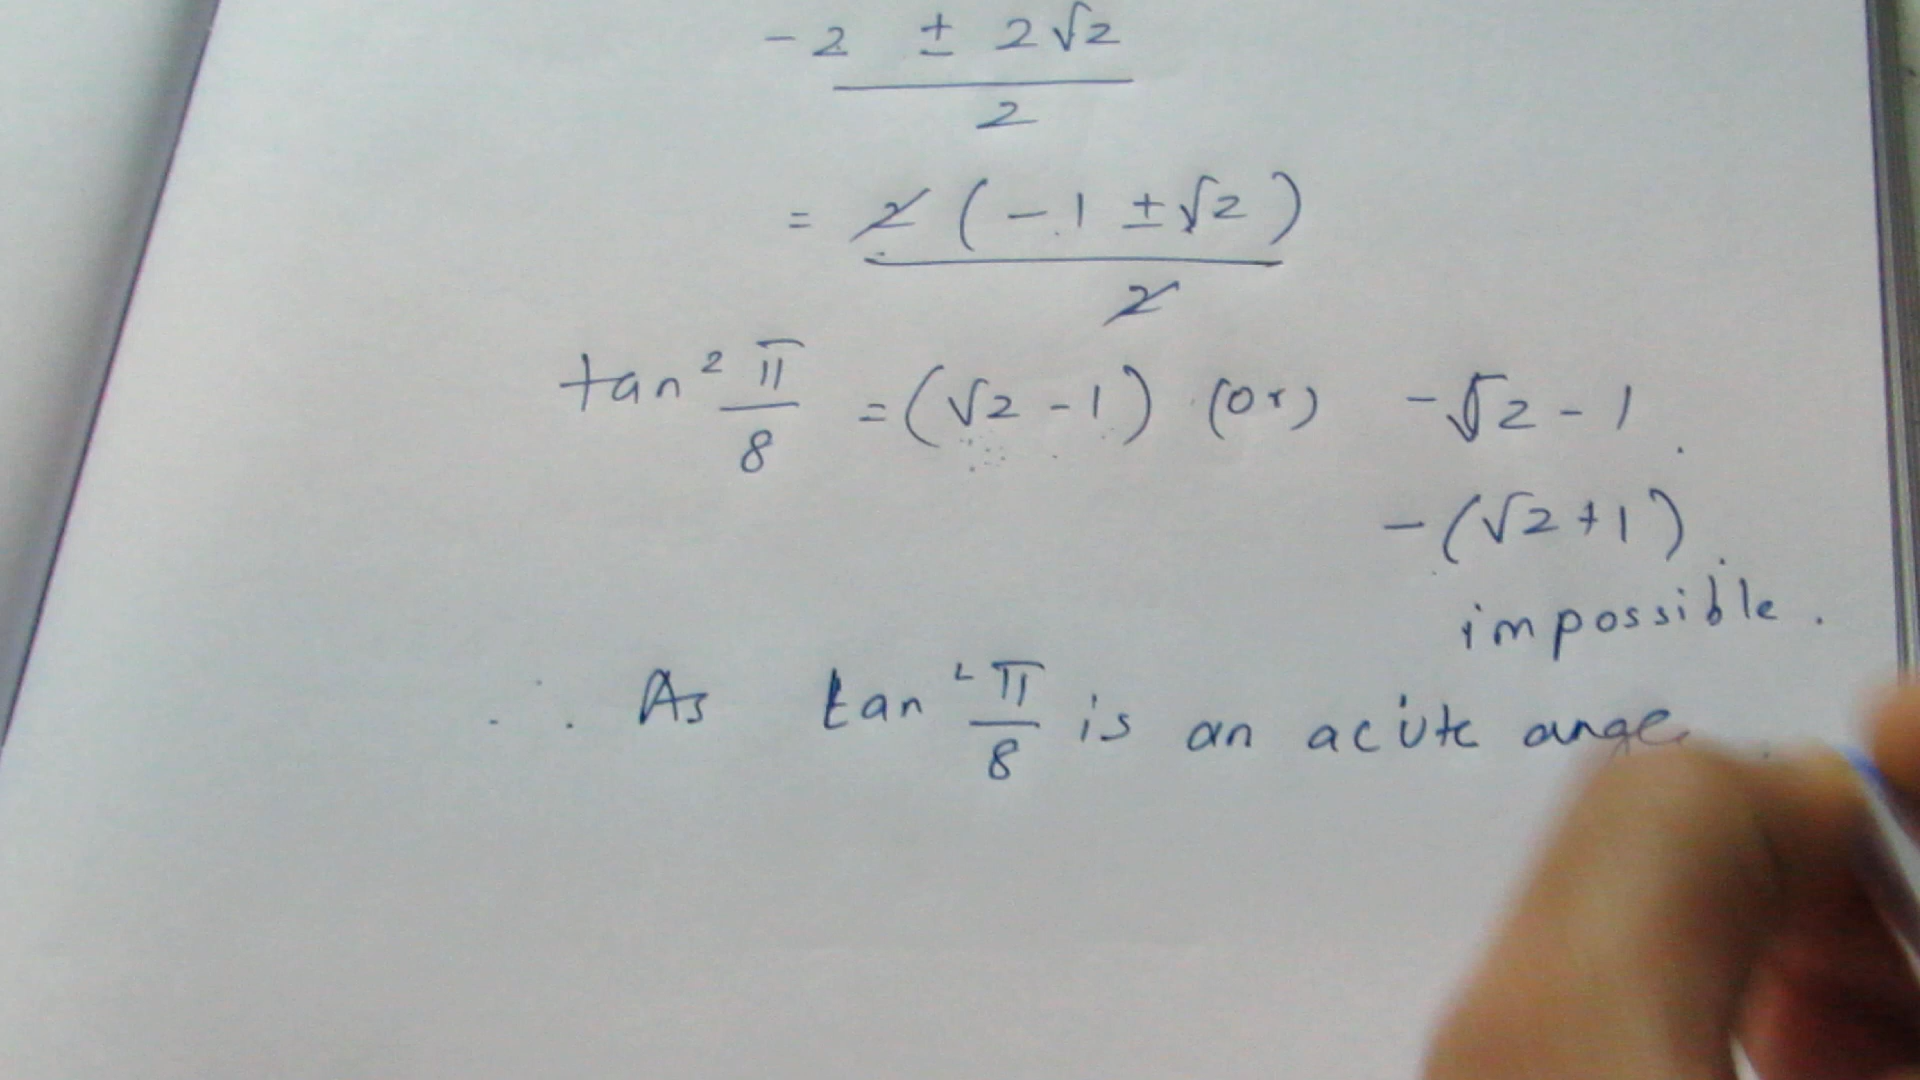 -2 ± 2√2
2
= 2 (-1 ± √2)
2
tan² π/8 = (√2 - 1) (or) -√2 - 1.
-(√2 + 1).
impossible.
∴ As tan² π/8 is an acute